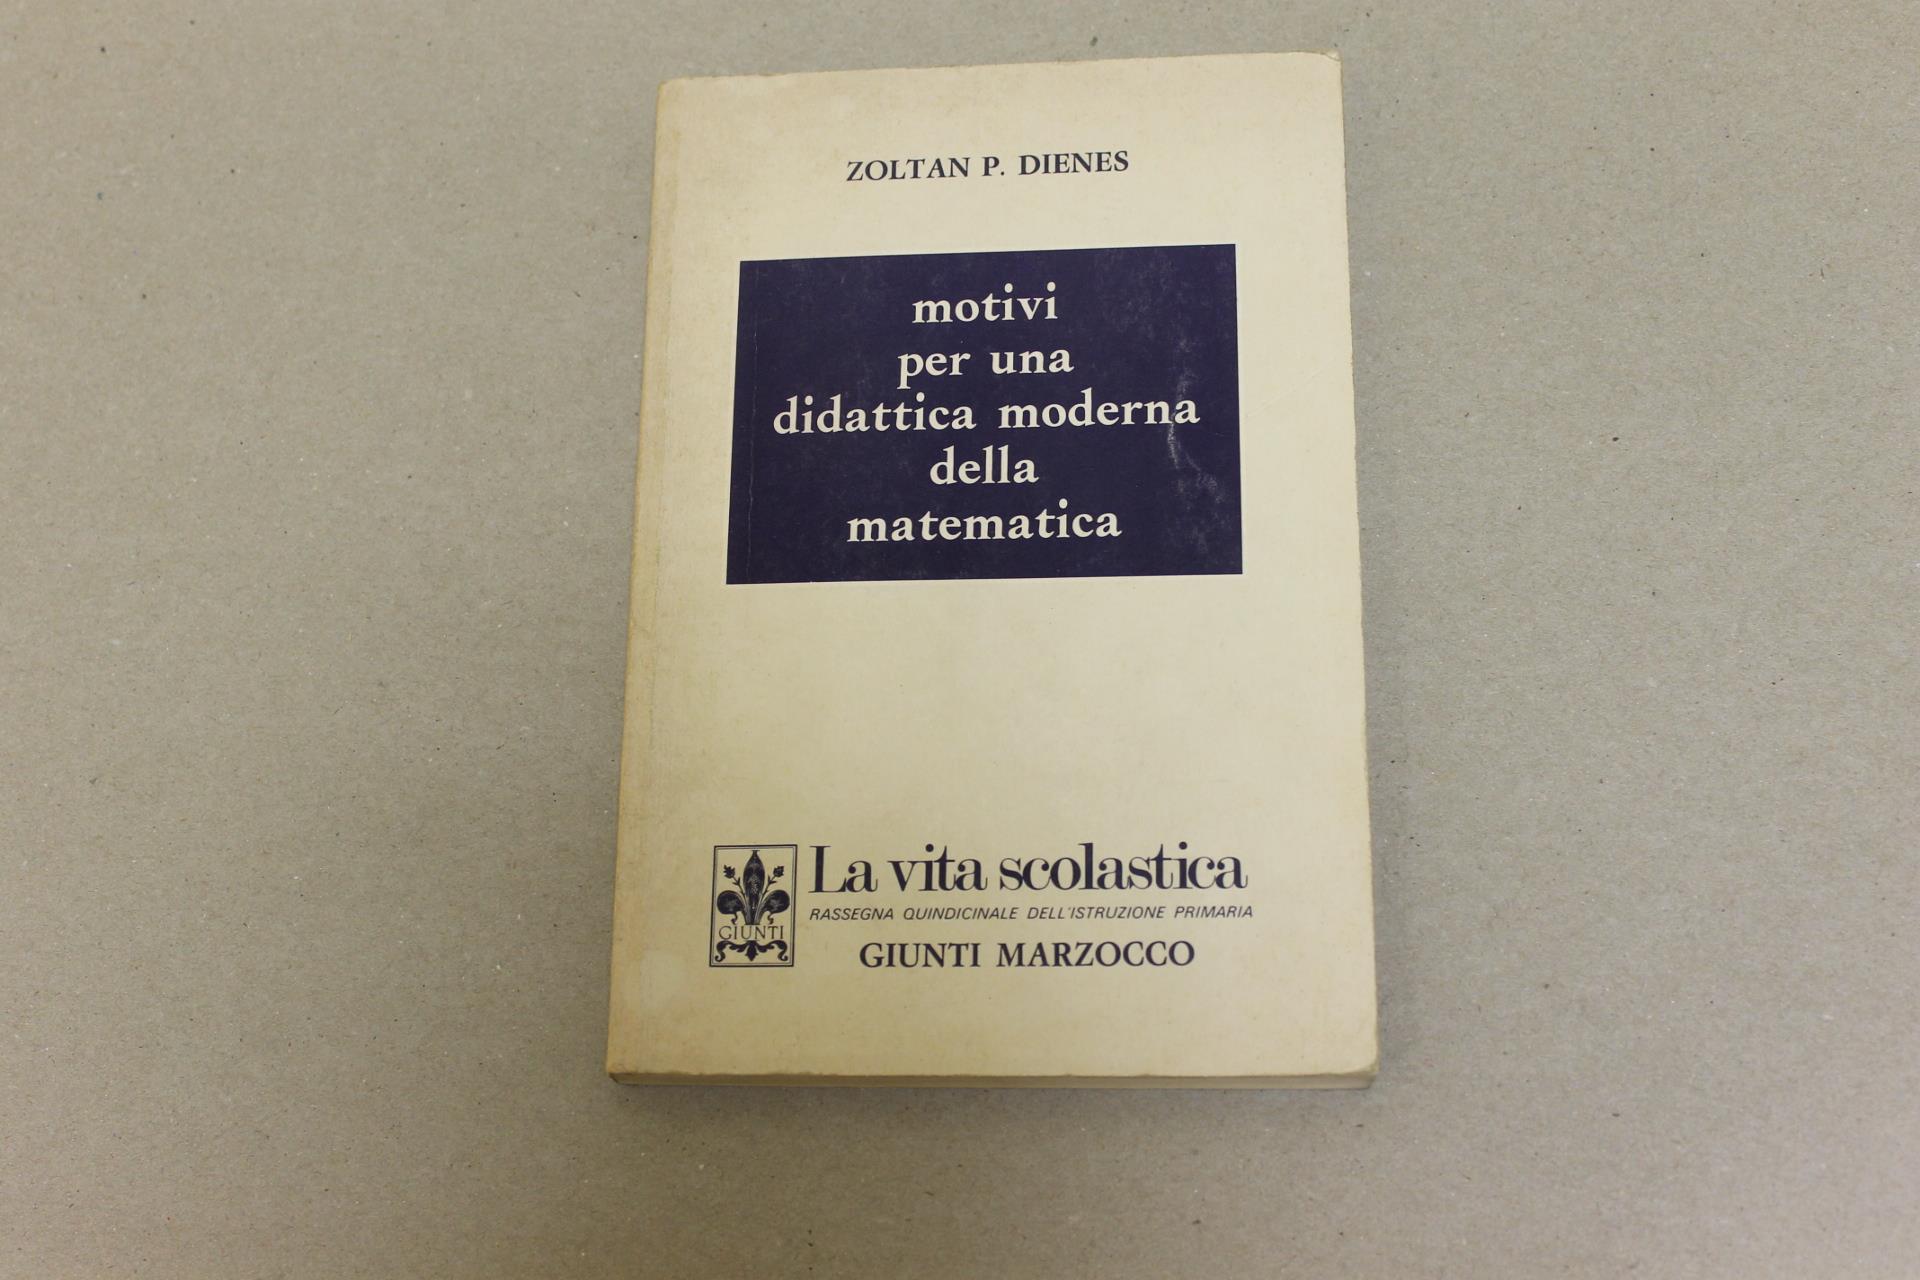 ZOLTAN P. DIENES
motivi
per una
didattica moderna
della
matematica
La vita scolastica
RASSEGNA QUINDICINALE DELL'ISTRUZIONE PRIMARIA
GIUNTI
GIUNTI MARZOCCO